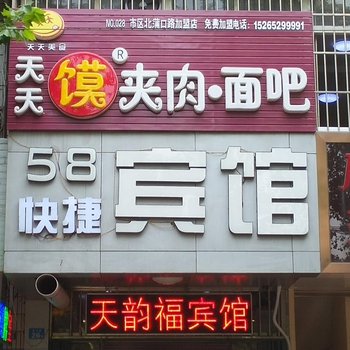 NO.028 市区北蒲口路加盟店 免费加盟电话：15265299991
天天美食
天天馍夹肉·面吧
®
58
快捷
宾馆
天韵福宾馆